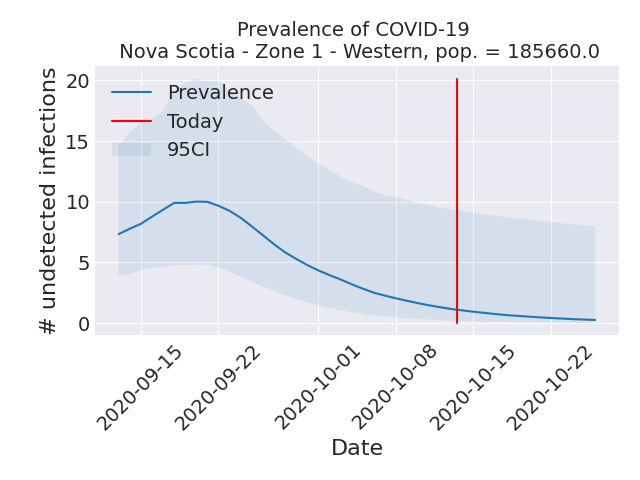 Prevalence of COVID-19
Nova Scotia - Zone 1 - Western, pop. = 185660.0
# undetected infections
20
15
10
5
0
Prevalence
Today
95CI
2020-09-15
2020-09-22
2020-10-01
2020-10-08
2020-10-15
2020-10-22
Date